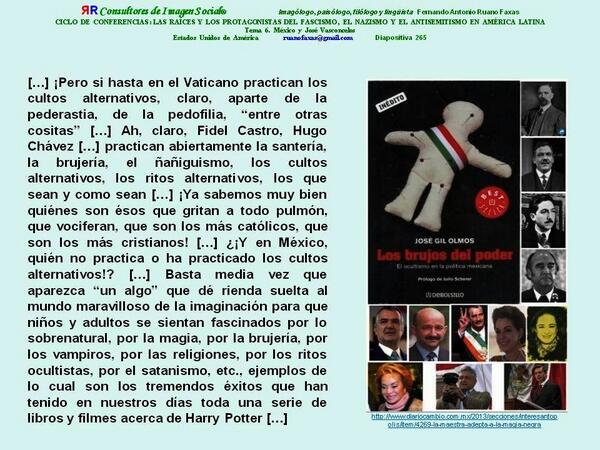 ЯR Consultores de Imagen Social® Imagólogo, paisólogo, filólogo y lingüista Fernando Antonio Ruano Faxas
CICLO DE CONFERENCIAS: LAS RAÍCES Y LOS PROTAGONISTAS DEL FASCISMO, EL NAZISMO Y EL ANTISEMITISMO EN AMÉRICA LATINA
Tema 6. México y José Vasconcelos
Estados Unidos de América ruanofaxas@gmail.com Diapositiva 265
[…] ¡Pero si hasta en el Vaticano practican los
cultos alternativos, claro, aparte de la
pederastia, de la pedofilia, “entre otras
cositas” […] Ah, claro, Fidel Castro, Hugo
Chávez […] practican abiertamente la santería,
la brujería, el ñañiguismo, los cultos
alternativos, los ritos alternativos, los que
sean y como sean […] ¡Ya sabemos muy bien
quiénes son ésos que gritan a todo pulmón,
que vociferan, que son los más católicos, que
son los más cristianos! […] ¿¡Y en México,
quién no practica o ha practicado los cultos
alternativos!? […] Basta media vez que
aparezca “un algo” que dé rienda suelta al
mundo maravilloso de la imaginación para que
niños y adultos se sientan fascinados por lo
sobrenatural, por la magia, por la brujería, por
los vampiros, por las religiones, por los ritos
ocultistas, por el satanismo, etc., ejemplos de
lo cual son los tremendos éxitos que han
tenido en nuestros días toda una serie de
libros y filmes acerca de Harry Potter […]
INÉDITO
BEST
SELLER
JOSÉ GIL OLMOS
Los brujos del poder
El ocultismo en la política mexicana
Prólogo de Julio Scherer
DEBOLSILLO
http://www.diariocambio.com.mx/2013/secciones/interesantop
olis/item/4269-la-maestra-adepta-a-la-magia-negra